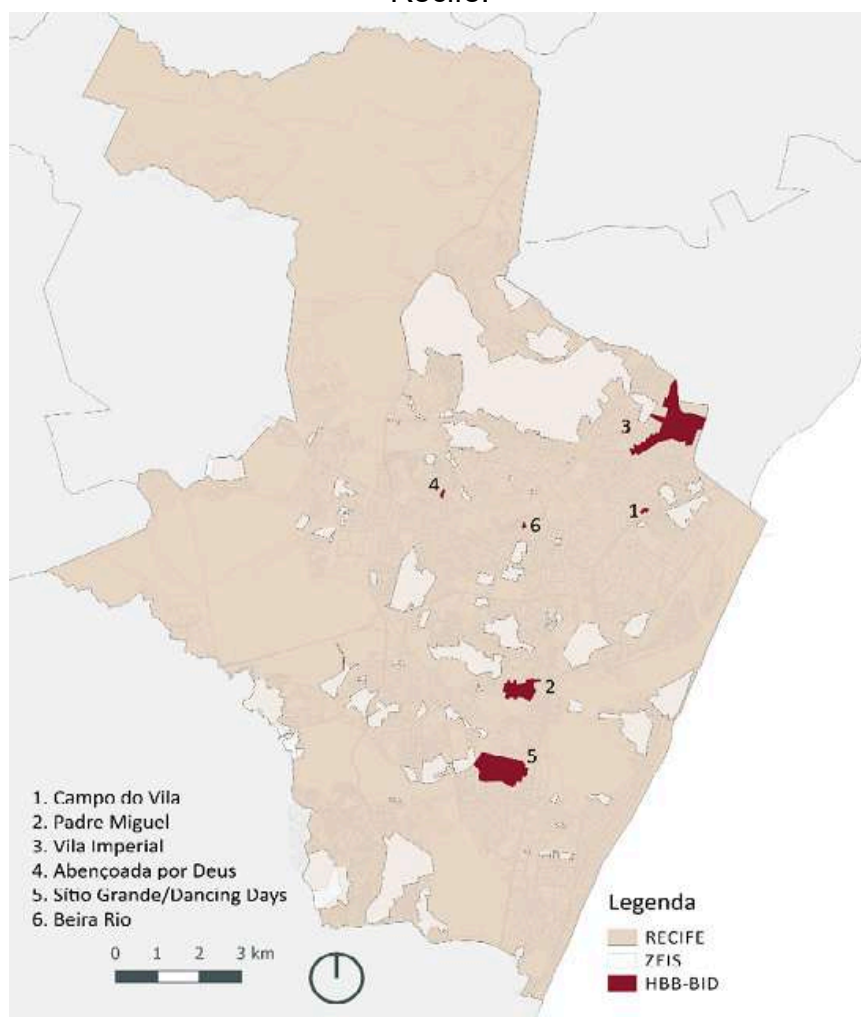 Recife.
3
4
1
6
2
5
1. Campo do Vila
2. Padre Miguel
3. Vila Imperial
4. Abençoada por Deus
5. Sítio Grande/Dancing Days
6. Beira Rio
0 1 2 3 km
Legenda
RECIFE
ZEIS
HBB-BID